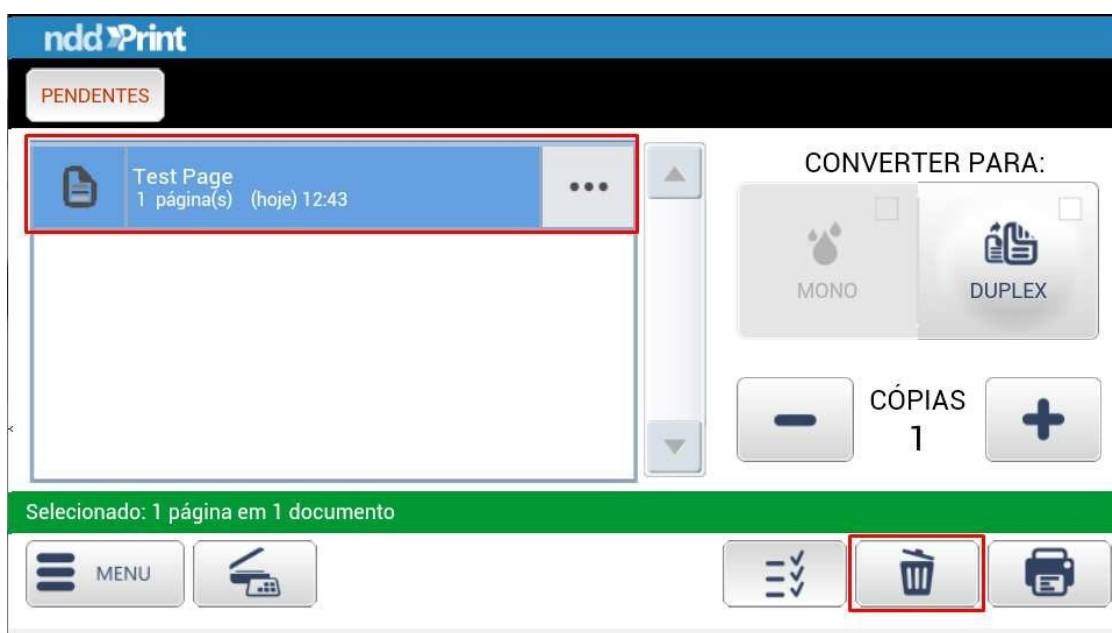 ndd Print
PENDENTES
Test Page
1 página(s) (hoje) 12:43
CONVERTER PARA:
MONO
DUPLEX
CÓPIAS
1
Selecionado: 1 página em 1 documento
MENU